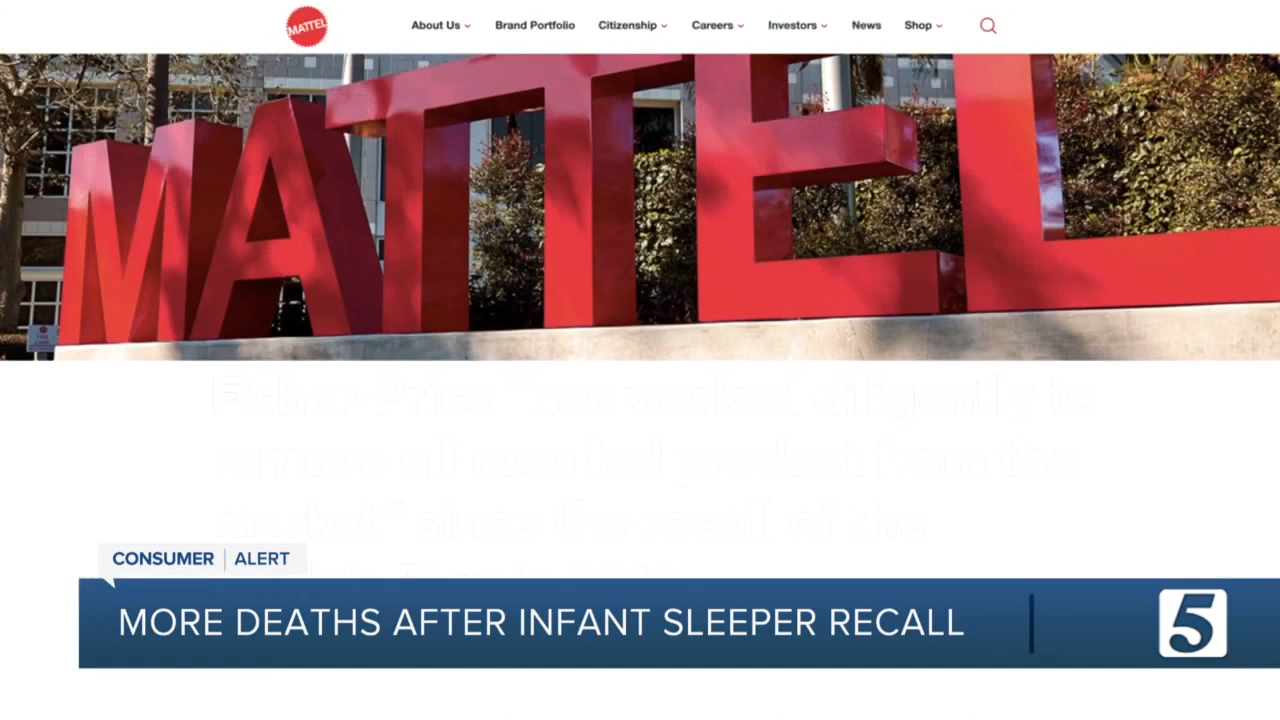 MATTEL
About Us
Brand Portfolio
Citizenship
Careers
Investors
News
Shop
MATTEL
Fisher-Price "has worked diligently to
remove all recalled product from the
market" since the recall of the
CONSUMER | ALERT
MORE DEATHS AFTER INFANT SLEEPER RECALL
5